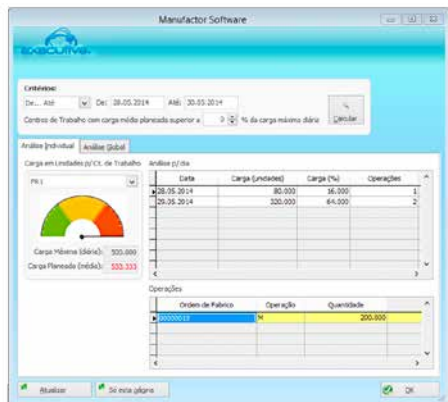 Manufactor Software
EXECUTIVE
Critérios:
De... Até De: 28.05.2014 Até: 30.05.2014
Centros de Trabalho com carga média planeada superior a 0 % da carga máxima diária
Calcular
Análise Individual Análise Global
Carga em Unidades p/Ct. de Trabalho Análise p/dia
Data Carga (unidades) Carga (%) Operações
28.05.2014 80.000 16.000 1
29.05.2014 320.000 64.000 2
Carga Máxima (diária): 500.000
Carga Planeada (média): 533.333
Operações
Ordem de Fabrico Operação Quantidade
M 200.000
Atualizar Só esta página OK